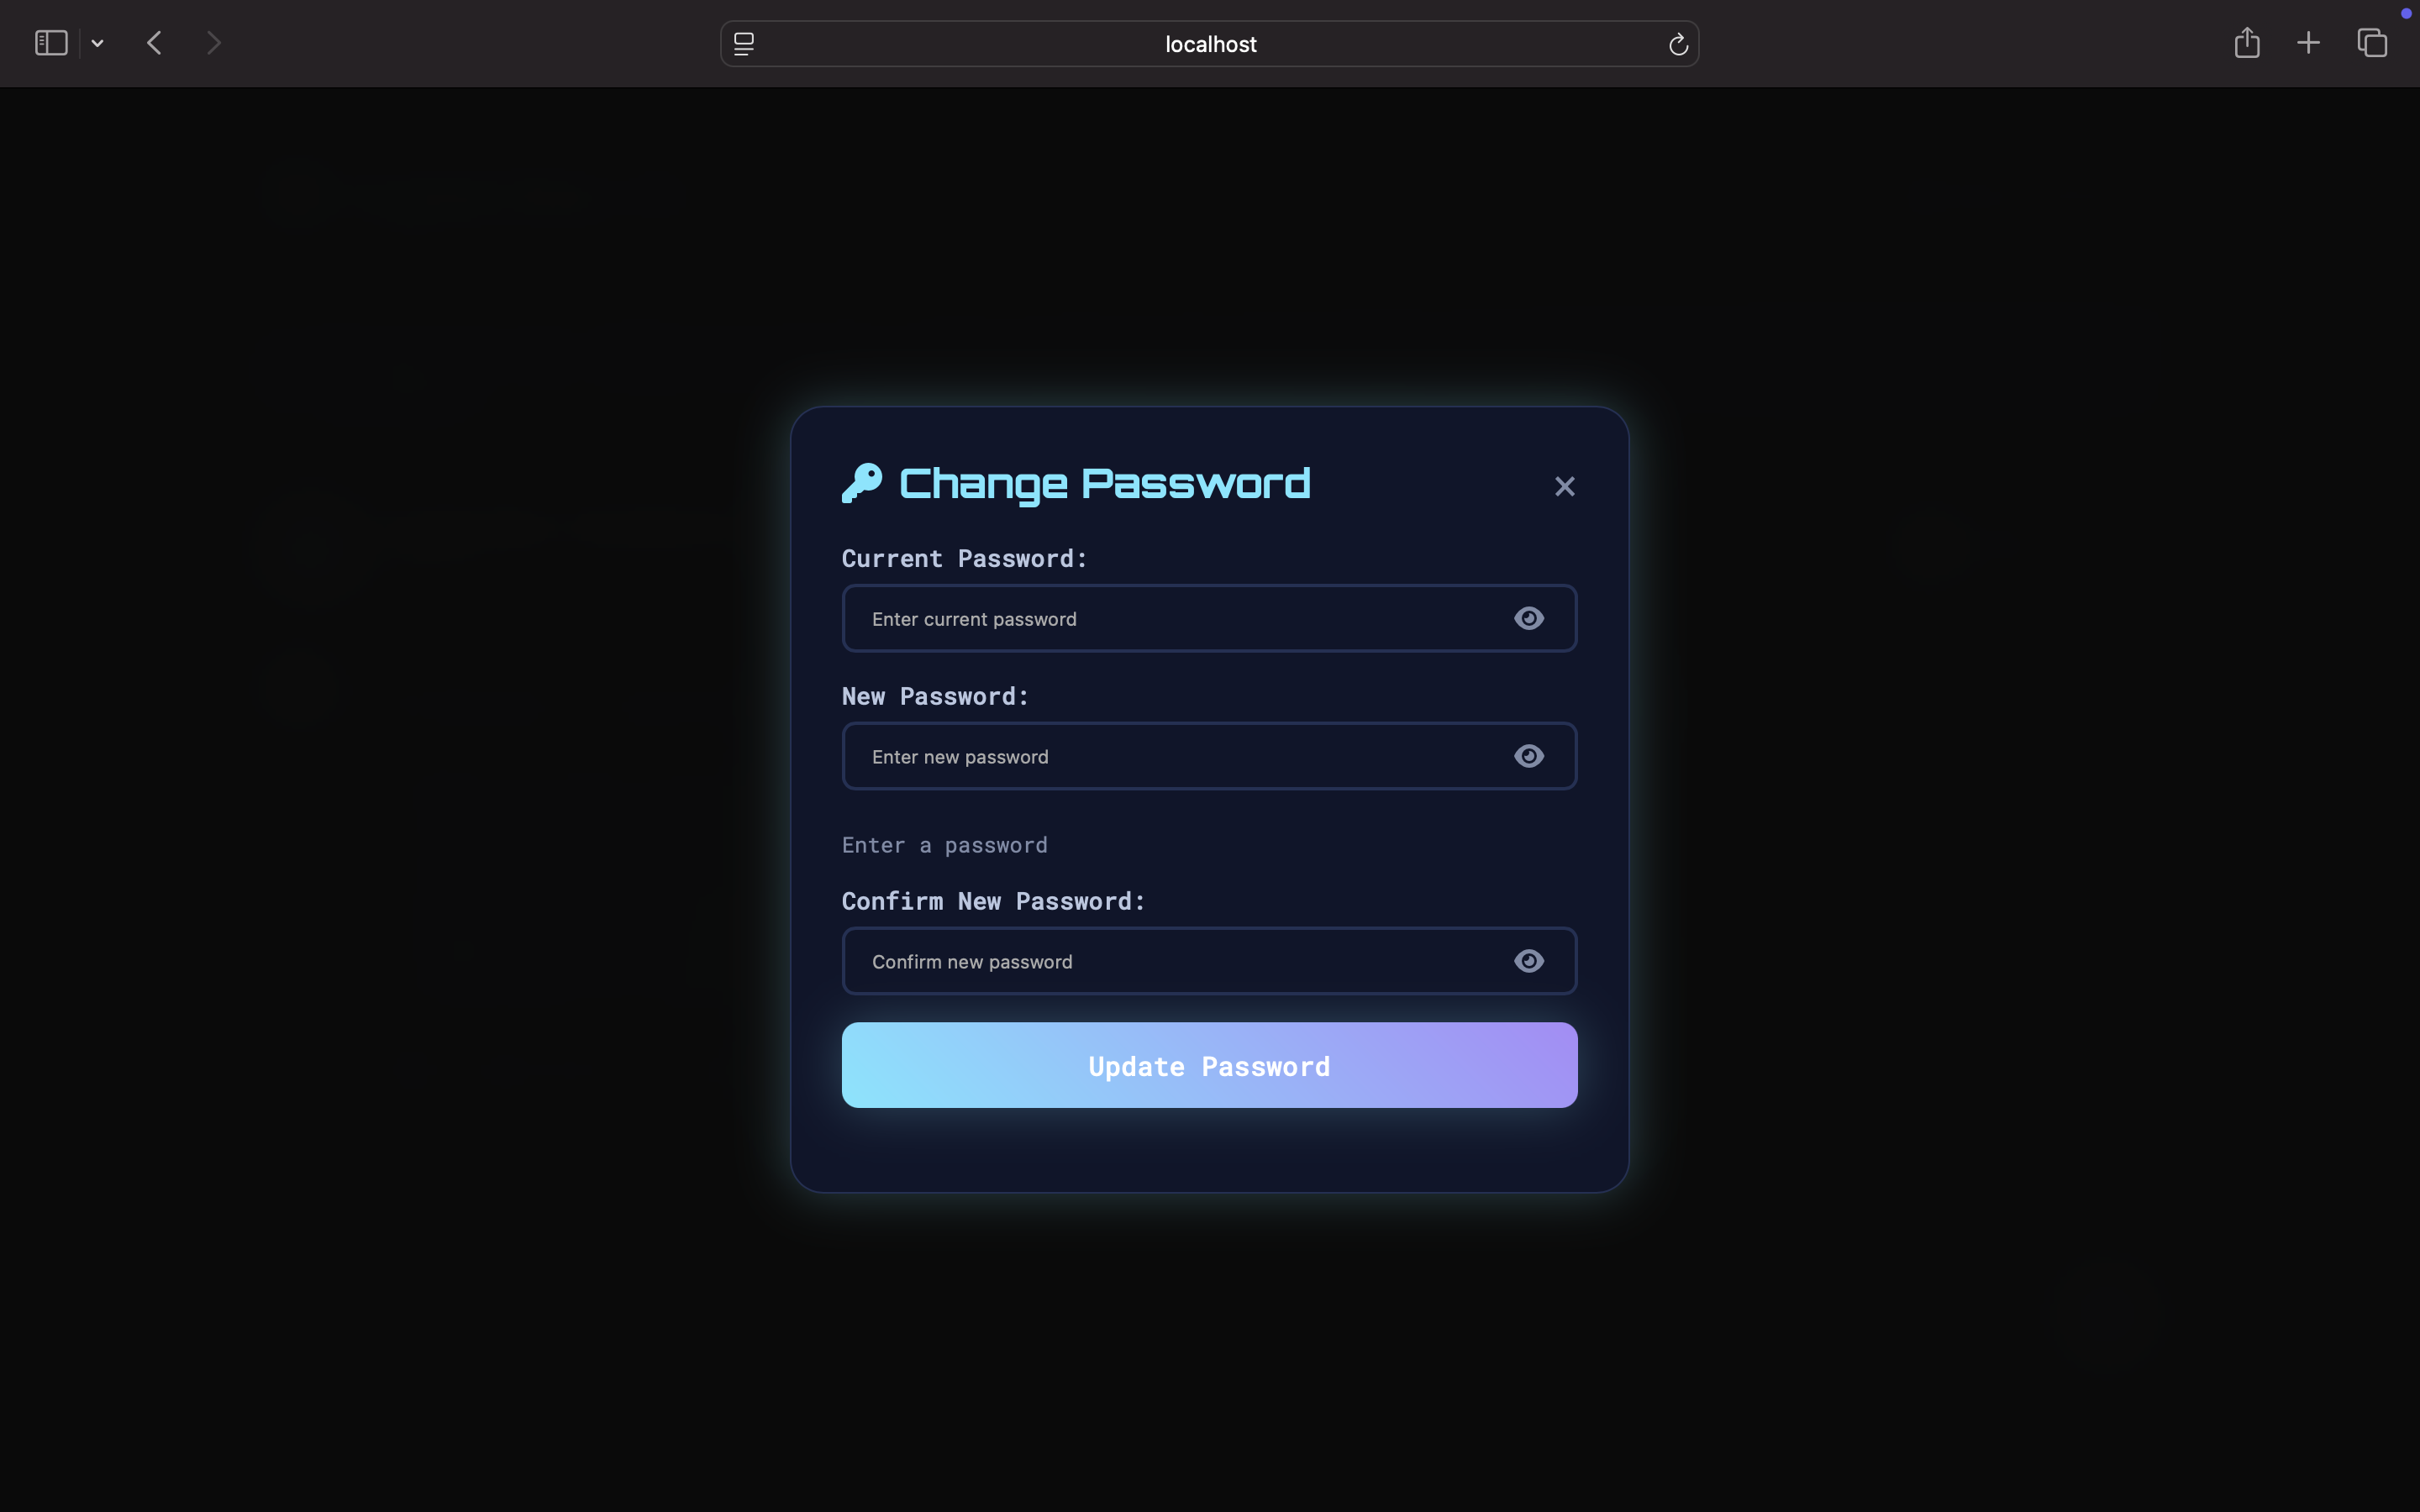 localhost
Change Password
Current Password:
Enter current password
New Password:
Enter new password
Enter a password
Confirm New Password:
Confirm new password
Update Password